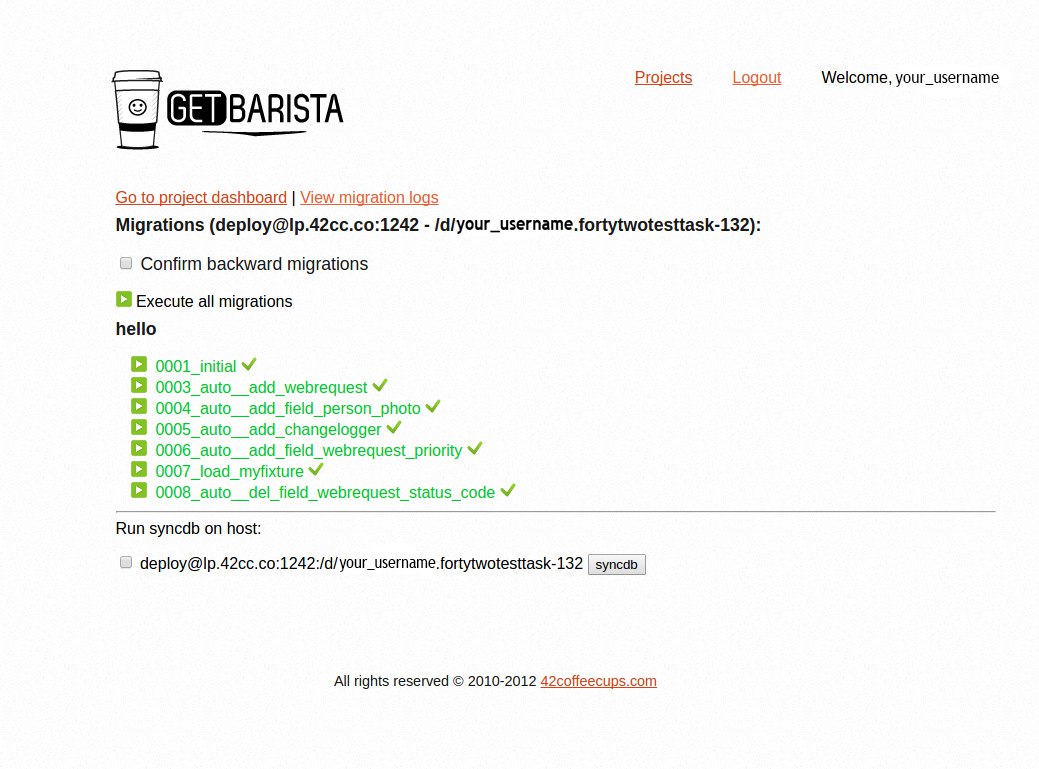 GETBARISTA
Projects Logout Welcome, your_username
Go to project dashboard | View migration logs
Migrations (deploy@lp.42cc.co:1242 - /d/your_username.fortytwotesttask-132):
Confirm backward migrations
Execute all migrations
hello
0001_initial
0003_auto__add_webrequest
0004_auto__add_field_person_photo
0005_auto__add_changelogger
0006_auto__add_field_webrequest_priority
0007_load_myfixture
0008_auto__del_field_webrequest_status_code
Run syncdb on host:
deploy@lp.42cc.co:1242:/d/your_username.fortytwotesttask-132 syncdb
All rights reserved © 2010-2012 42coffeecups.com